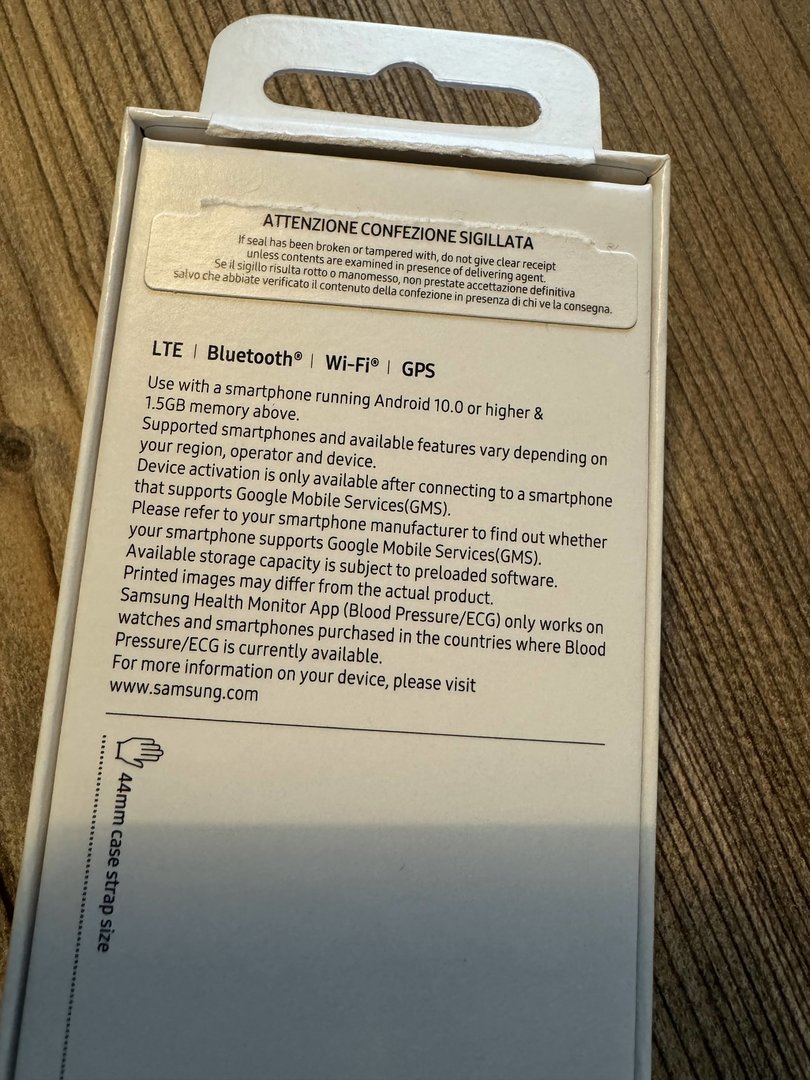 ATTENZIONE CONFEZIONE SIGILLATA
If seal has been broken or tampered with, do not give clear receipt
unless contents are examined in presence of delivering agent.
Se il sigillo risulta rotto o manomesso, non prestate accettazione definitiva
salvo che abbiate verificato il contenuto della confezione in presenza di chi ve la consegna.
LTE | Bluetooth® | Wi-Fi® | GPS
Use with a smartphone running Android 10.0 or higher &
1.5GB memory above.
Supported smartphones and available features vary depending on
your region, operator and device.
Device activation is only available after connecting to a smartphone
that supports Google Mobile Services(GMS).
Please refer to your smartphone manufacturer to find out whether
your smartphone supports Google Mobile Services(GMS).
Available storage capacity is subject to preloaded software.
Printed images may differ from the actual product.
Samsung Health Monitor App (Blood Pressure/ECG) only works on
watches and smartphones purchased in the countries where Blood
Pressure/ECG is currently available.
For more information on your device, please visit
www.samsung.com
44mm case strap size